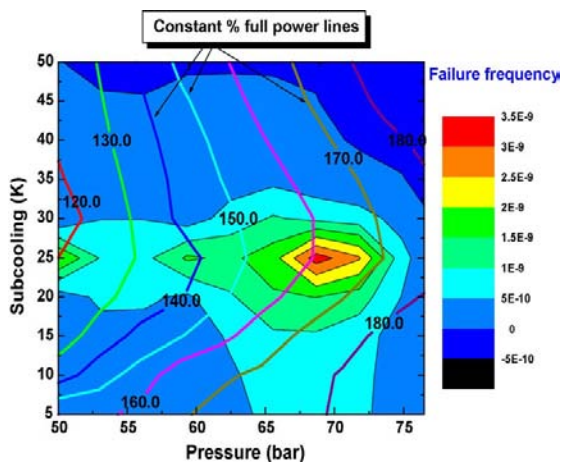 Constant % full power lines
Failure frequency
50
45
40
35
30
25
20
15
10
5
Subcooling (K)
120.0
130.0
140.0
150.0
160.0
170.0
180.0
180.0
50
55
60
65
70
75
Pressure (bar)
3.5E-9
3E-9
2.5E-9
2E-9
1.5E-9
1E-9
5E-10
0
-5E-10